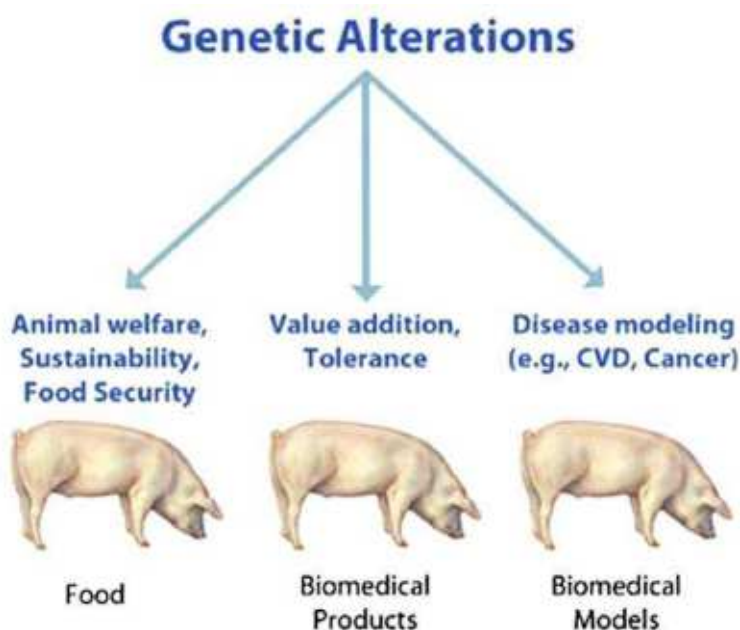 Genetic Alterations
Animal welfare,
Sustainability,
Food Security
Value addition,
Tolerance
Disease modeling
(e.g., CVD, Cancer)
Food
Biomedical
Products
Biomedical
Models